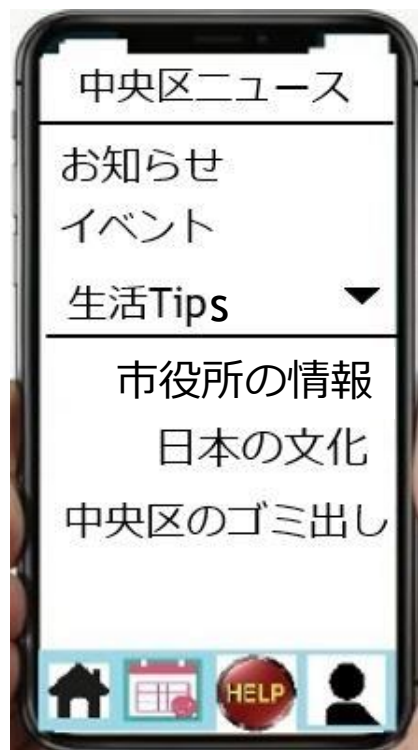 中央区ニュース
お知らせ
イベント
生活Tips
市役所の情報
日本の文化
中央区のゴミ出し
HELP